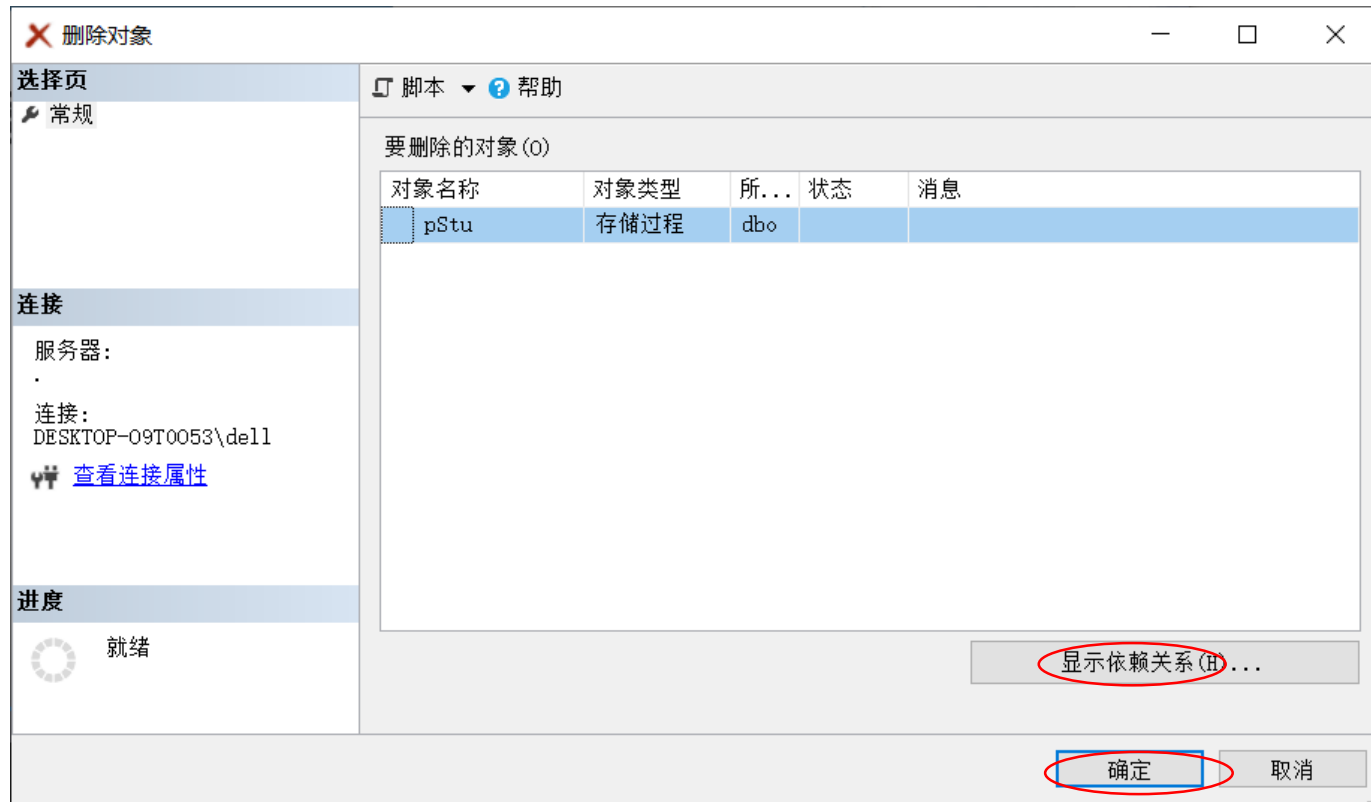 删除对象
选择页
常规
脚本 帮助
要删除的对象(O)
对象名称 对象类型 所... 状态 消息
pStu 存储过程 dbo
连接
服务器:
.
连接:
DESKTOP-09T0053\dell
查看连接属性
进度
就绪
显示依赖关系(H)...
确定 取消